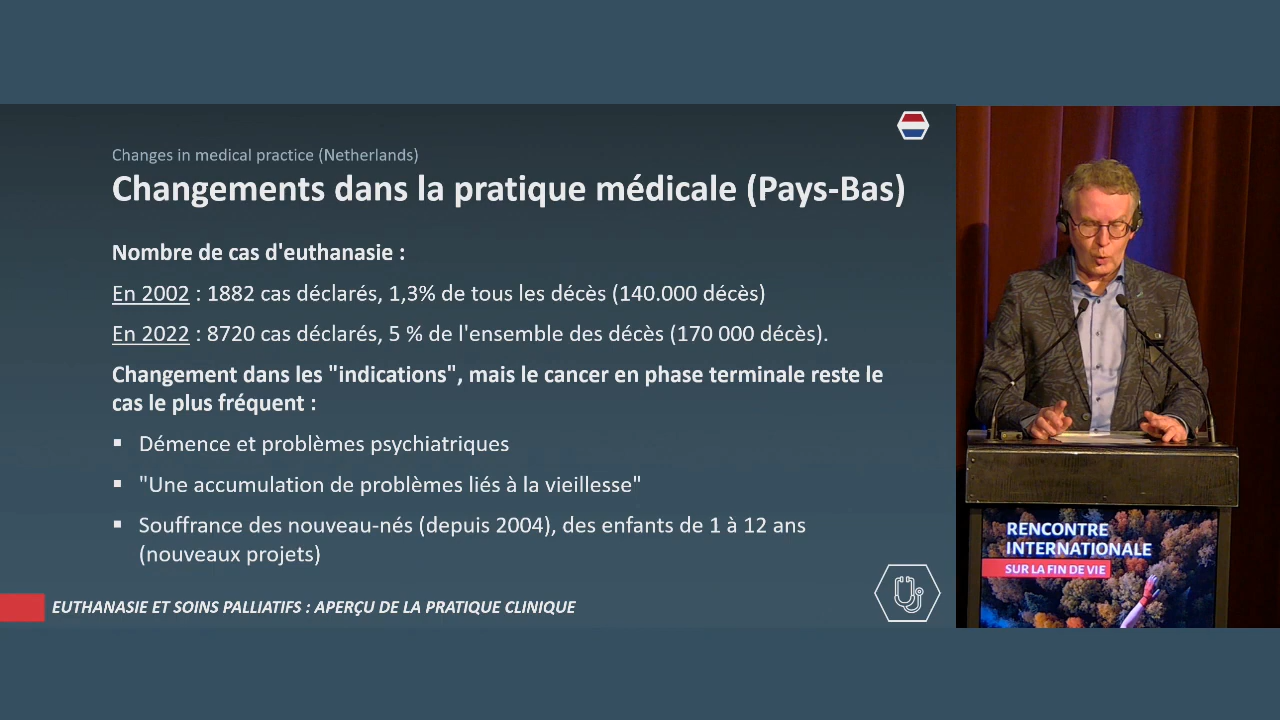 Changes in medical practice (Netherlands)
Changements dans la pratique médicale (Pays-Bas)
Nombre de cas d'euthanasie :
En 2002 : 1882 cas déclarés, 1,3% de tous les décès (140.000 décès)
En 2022 : 8720 cas déclarés, 5 % de l'ensemble des décès (170 000 décès).
Changement dans les "indications", mais le cancer en phase terminale reste le
cas le plus fréquent :
▪ Démence et problèmes psychiatriques
▪ "Une accumulation de problèmes liés à la vieillesse"
▪ Souffrance des nouveau-nés (depuis 2004), des enfants de 1 à 12 ans
(nouveaux projets)
EUTHANASIE ET SOINS PALLIATIFS : APERÇU DE LA PRATIQUE CLINIQUE
RENCONTRE
INTERNATIONALE
SUR LA FIN DE VIE